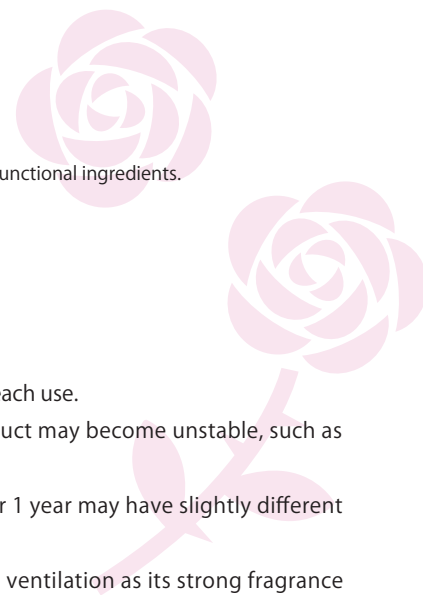 unctional ingredients.
each use.
uct may become unstable, such as
r 1 year may have slightly different
ventilation as its strong fragrance